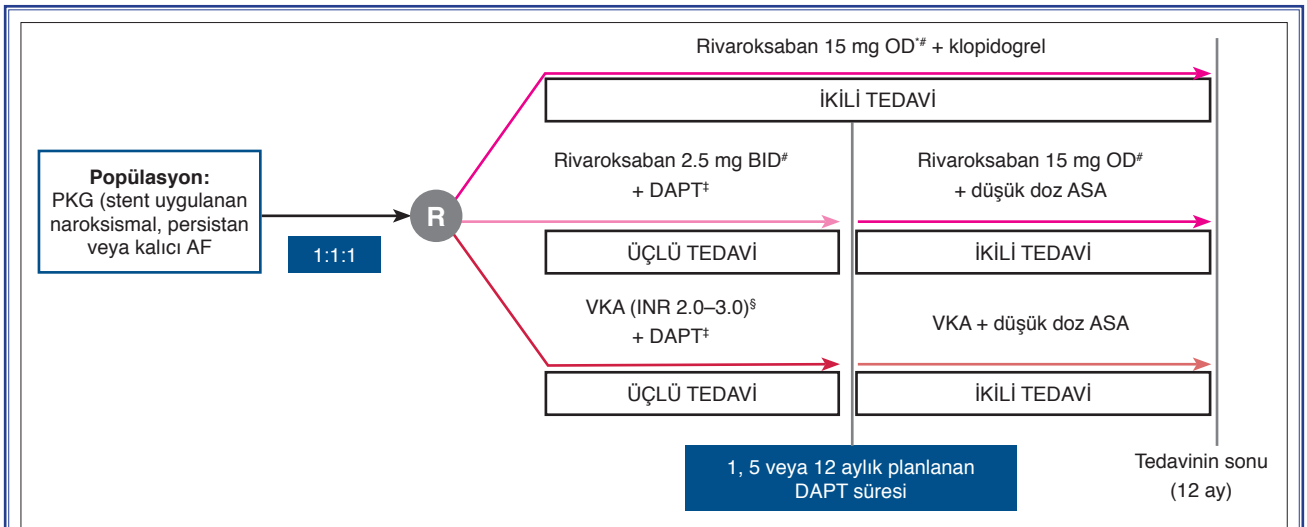 Rivaroksaban 15 mg OD*# + klopidogrel
İKİLİ TEDAVİ
Popülasyon:
PKG (stent uygulanan
naroksismal, persistan
veya kalıcı AF
1:1:1
R
Rivaroksaban 2.5 mg BID#
+ DAPT‡
ÜÇLÜ TEDAVİ
Rivaroksaban 15 mg OD#
+ düşük doz ASA
İKİLİ TEDAVİ
VKA (INR 2.0–3.0)§
+ DAPT‡
ÜÇLÜ TEDAVİ
VKA + düşük doz ASA
İKİLİ TEDAVİ
1, 5 veya 12 aylık planlanan
DAPT süresi
Tedavinin sonu
(12 ay)